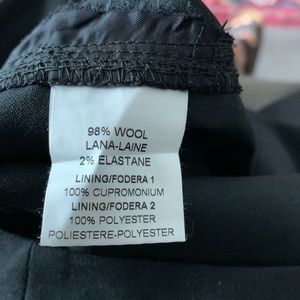 98% WOOL
LANA-LAINE
2% ELASTANE
LINING/FODERA 1
100% CUPROMONIUM
LINING/FODERA 2
100% POLYESTER
POLIESTERE-POLYESTER